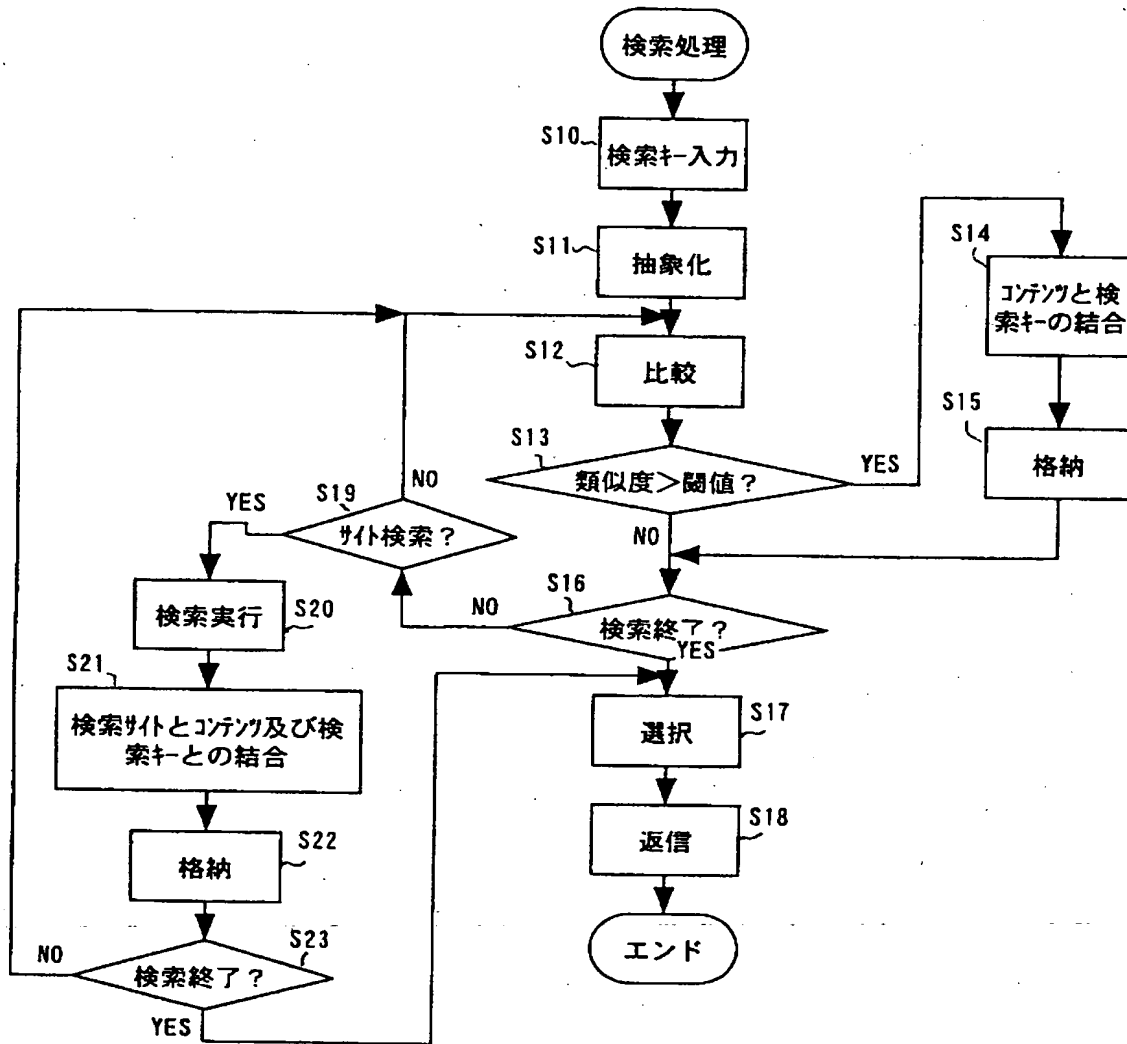 検索処理
S10
検索ｷｰ入力
S11
抽象化
S12
比較
S13
類似度＞閾値？
YES
NO
S14
ｺﾝﾃﾝﾂと検
索ｷｰの結合
S15
格納
S16
検索終了？
NO
YES
S19
ｻｲﾄ検索？
YES
NO
検索実行
S20
S21
検索ｻｲﾄとｺﾝﾃﾝﾂ及び検
索ｷｰとの結合
格納
S22
S23
検索終了？
NO
YES
選択
S17
返信
S18
エンド